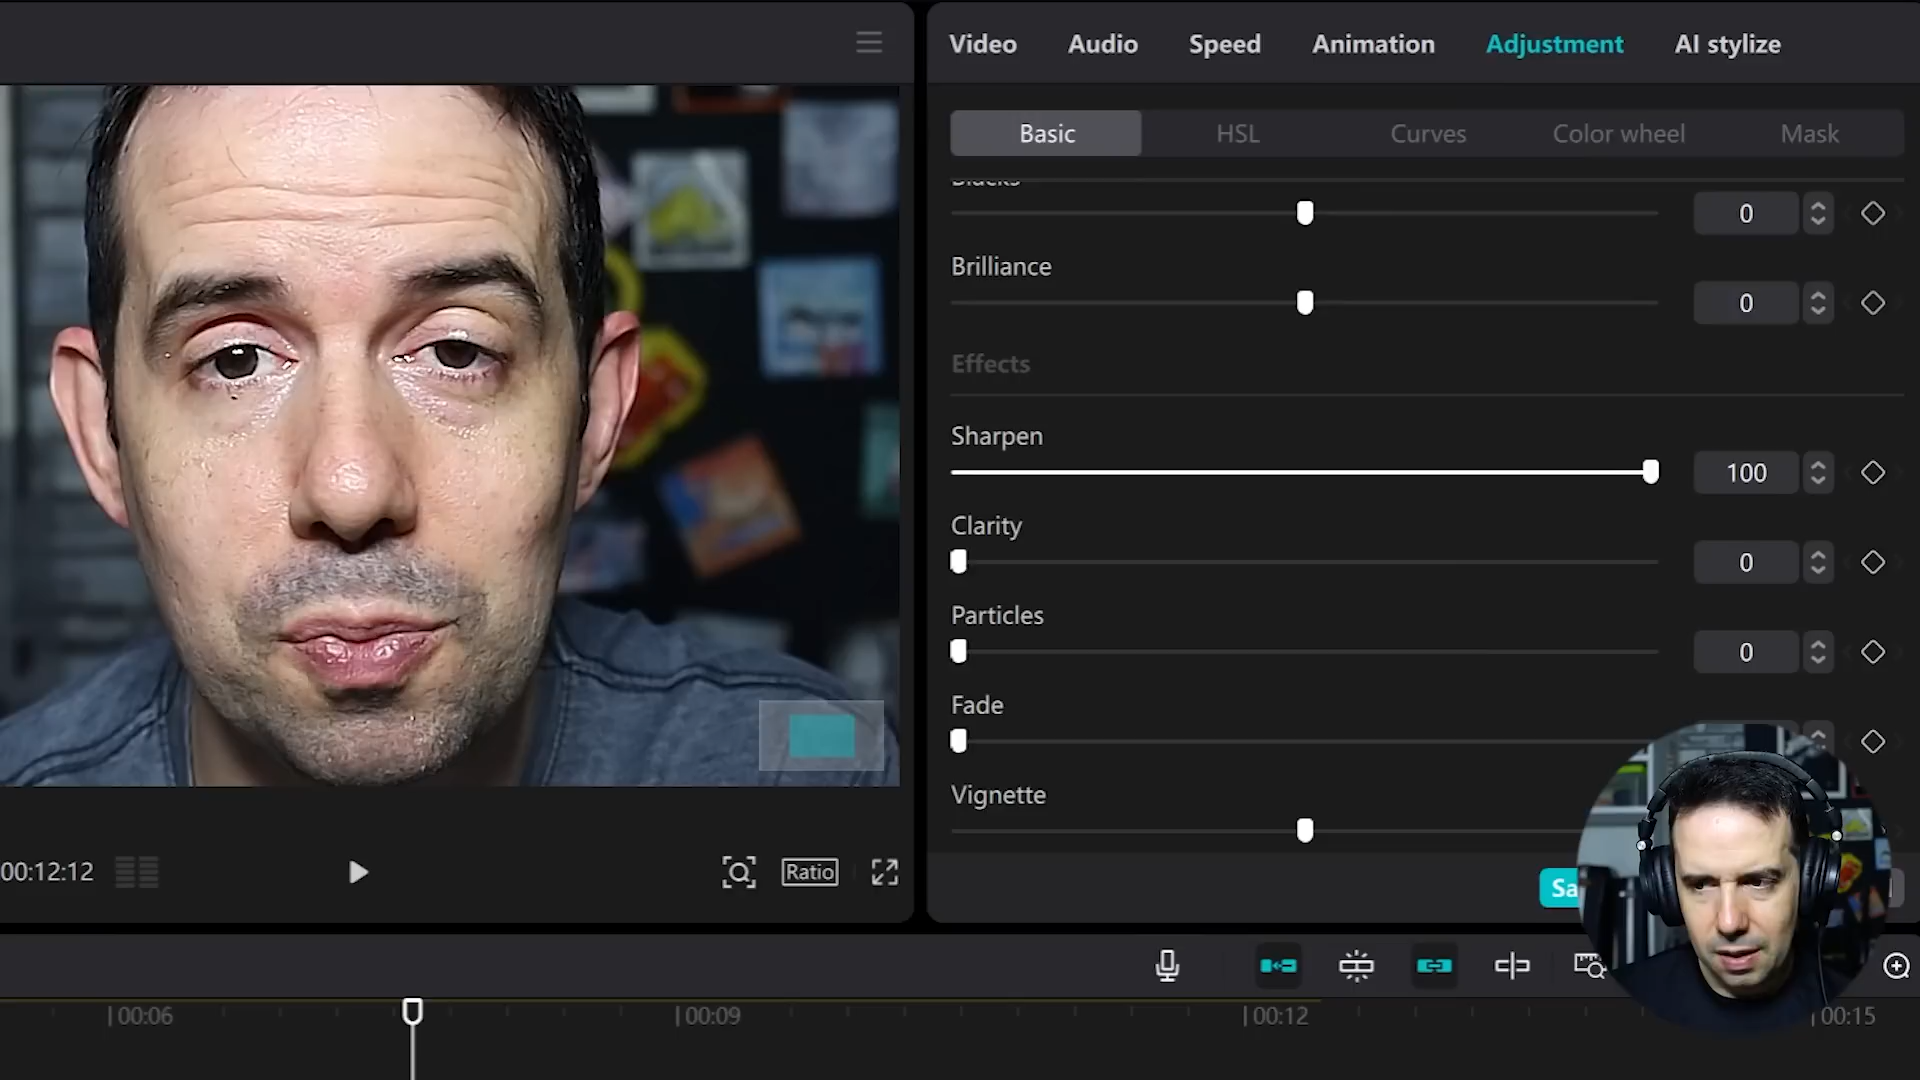 Video Audio Speed Animation Adjustment AI stylize
Basic HSL Curves Color wheel Mask
Blacks
0
Brilliance
0
Effects
Sharpen
100
Clarity
0
Particles
0
Fade
Vignette
00:12:12
Ratio
Sa
00:06 00:09 00:12 00:15